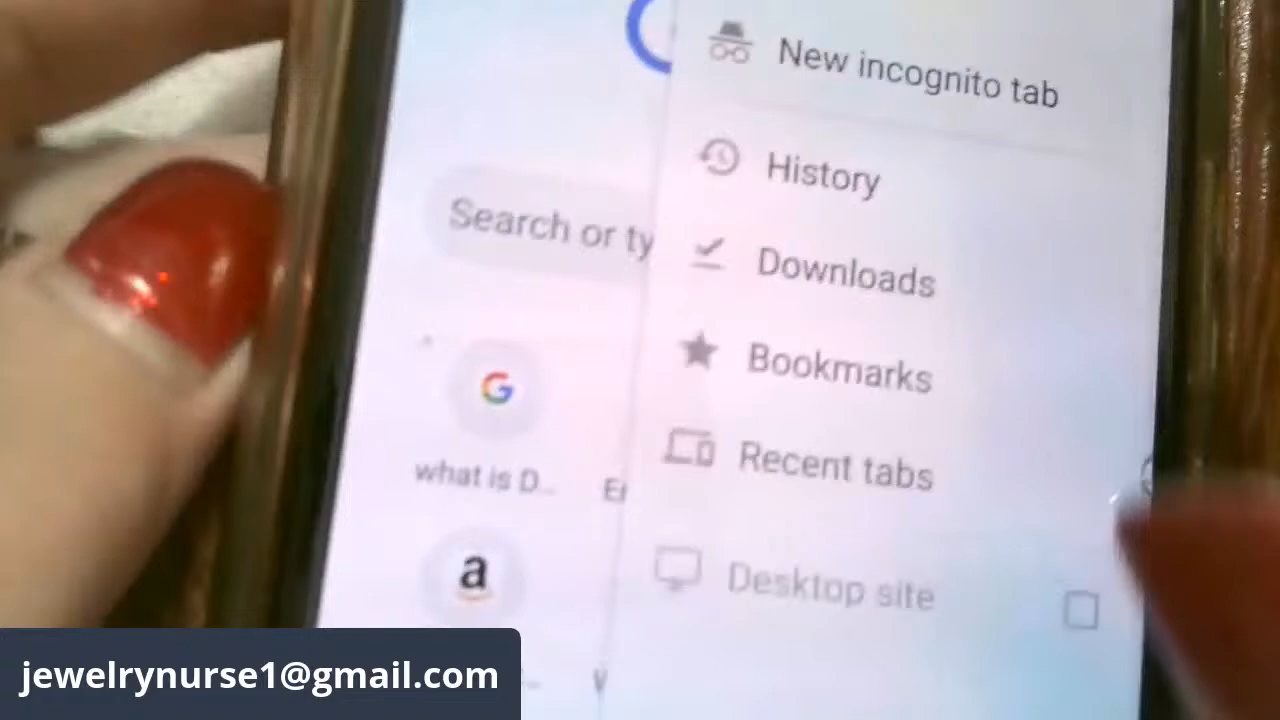 New incognito tab
History
Search or ty
Downloads
Bookmarks
what is D...
Recent tabs
a
Desktop site
jewelrynurse1@gmail.com